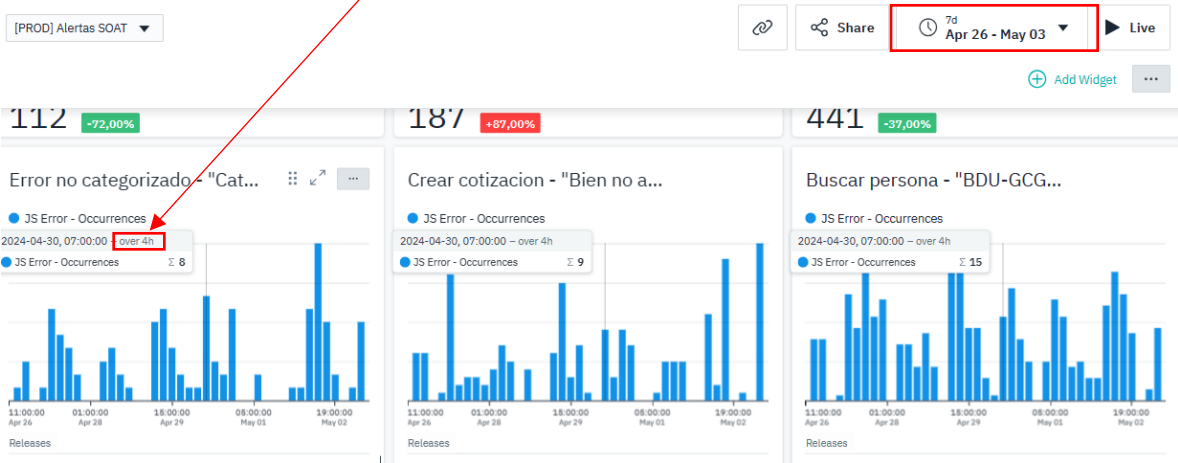 [PROD] Alertas SOAT
Share
7d
Apr 26 - May 03
Live
Add Widget
112 -72,00%
187 +87,00%
441 -37,00%
Error no categorizado - "Cat...
JS Error - Occurrences
2024-04-30, 07:00:00 – over 4h
JS Error - Occurrences Σ 8
11:00:00 01:00:00 15:00:00 05:00:00 19:00:00
Apr 26 Apr 28 Apr 29 May 01 May 02
Releases
Crear cotizacion - "Bien no a...
JS Error - Occurrences
2024-04-30, 07:00:00 – over 4h
JS Error - Occurrences Σ 9
11:00:00 01:00:00 15:00:00 05:00:00 19:00:00
Apr 26 Apr 28 Apr 29 May 01 May 02
Releases
Buscar persona - "BDU-GCG...
JS Error - Occurrences
2024-04-30, 07:00:00 – over 4h
JS Error - Occurrences Σ 15
11:00:00 01:00:00 15:00:00 05:00:00 19:00:00
Apr 26 Apr 28 Apr 29 May 01 May 02
Releases